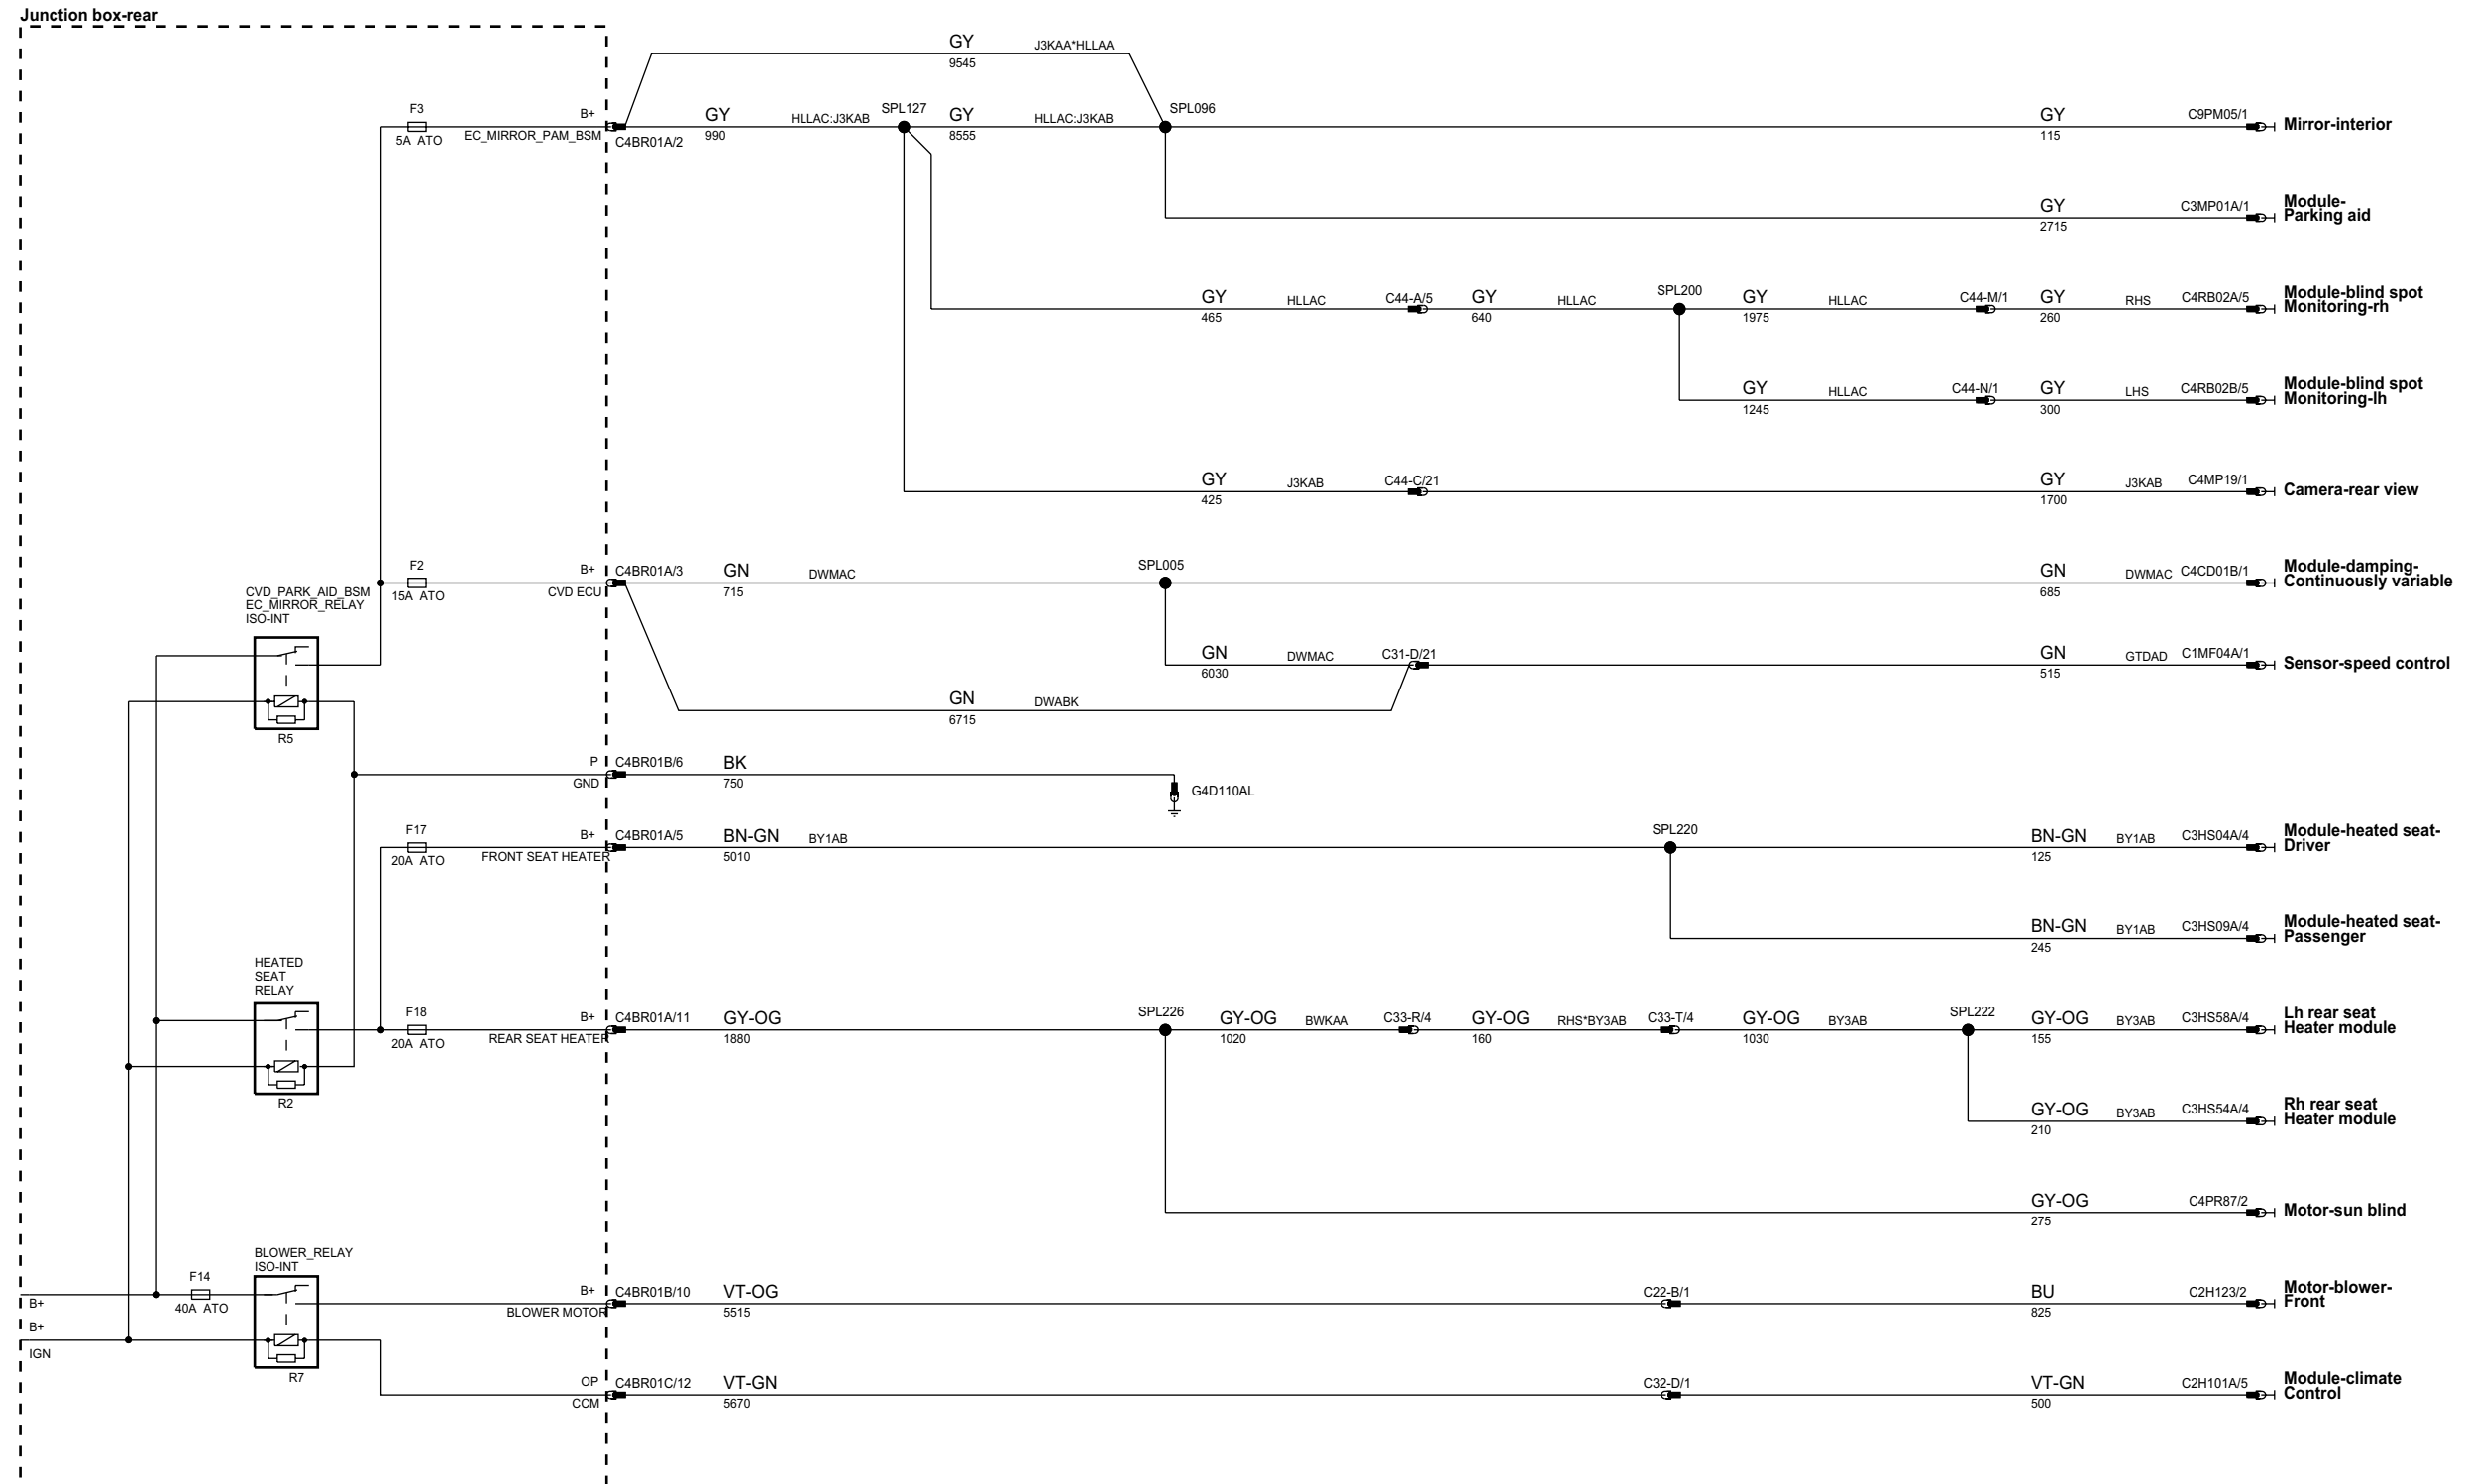 Junction box-rear
GY
J3KAA*HLLAA
9545
F3
5A ATO
B+
EC_MIRROR_PAM_BSM
C4BR01A/2
GY
990
HLLAC:J3KAB
SPL127
GY
8555
HLLAC:J3KAB
SPL096
GY
115
C9PM05/1
Mirror-interior
GY
2715
C3MP01A/1
Module-
Parking aid
GY
465
HLLAC
C44-A/5
GY
640
HLLAC
SPL200
GY
1975
HLLAC
C44-M/1
GY
260
RHS
C4RB02A/5
Module-blind spot
Monitoring-rh
GY
1245
HLLAC
C44-N/1
GY
300
LHS
C4RB02B/5
Module-blind spot
Monitoring-lh
GY
425
J3KAB
C44-C/21
GY
1700
J3KAB
C4MP19/1
Camera-rear view
CVD_PARK_AID_BSM
EC_MIRROR_RELAY
ISO-INT
R5
F2
15A ATO
B+
CVD ECU
C4BR01A/3
GN
715
DWMAC
SPL005
GN
685
DWMAC
C4CD01B/1
Module-damping-
Continuously variable
GN
6030
DWMAC
C31-D/21
GN
515
GTDAD
C1MF04A/1
Sensor-speed control
GN
6715
DWABK
P
GND
C4BR01B/6
BK
750
G4D110AL
F17
20A ATO
B+
FRONT SEAT HEATER
C4BR01A/5
BN-GN
5010
BY1AB
SPL220
BN-GN
125
BY1AB
C3HS04A/4
Module-heated seat-
Driver
BN-GN
245
BY1AB
C3HS09A/4
Module-heated seat-
Passenger
HEATED
SEAT
RELAY
R2
F18
20A ATO
B+
REAR SEAT HEATER
C4BR01A/11
GY-OG
1880
SPL226
GY-OG
1020
BWKAA
C33-R/4
GY-OG
160
RHS*BY3AB
C33-T/4
GY-OG
1030
BY3AB
SPL222
GY-OG
155
BY3AB
C3HS58A/4
Lh rear seat
Heater module
GY-OG
210
BY3AB
C3HS54A/4
Rh rear seat
Heater module
GY-OG
275
C4PR87/2
Motor-sun blind
BLOWER_RELAY
ISO-INT
R7
B+
F14
40A ATO
B+
IGN
B+
BLOWER MOTOR
C4BR01B/10
VT-OG
5515
C22-B/1
BU
825
C2H123/2
Motor-blower-
Front
OP
CCM
C4BR01C/12
VT-GN
5670
C32-D/1
VT-GN
500
C2H101A/5
Module-climate
Control